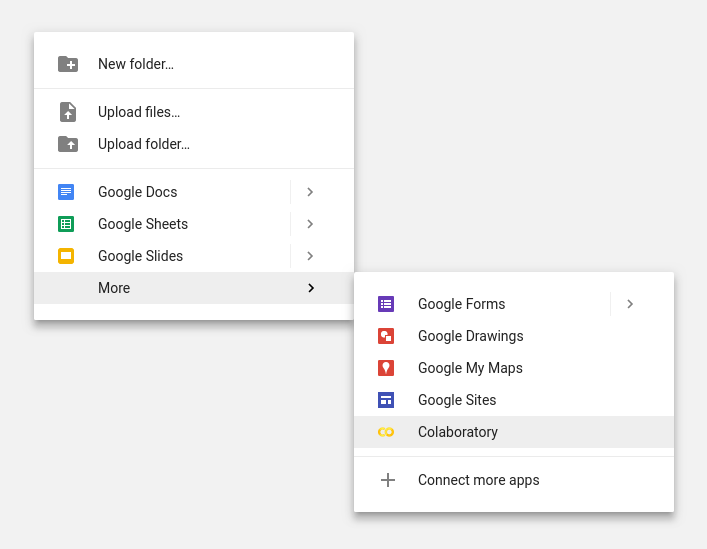 New folder…
Upload files…
Upload folder…
Google Docs
Google Sheets
Google Slides
More
Google Forms
Google Drawings
Google My Maps
Google Sites
Colaboratory
Connect more apps